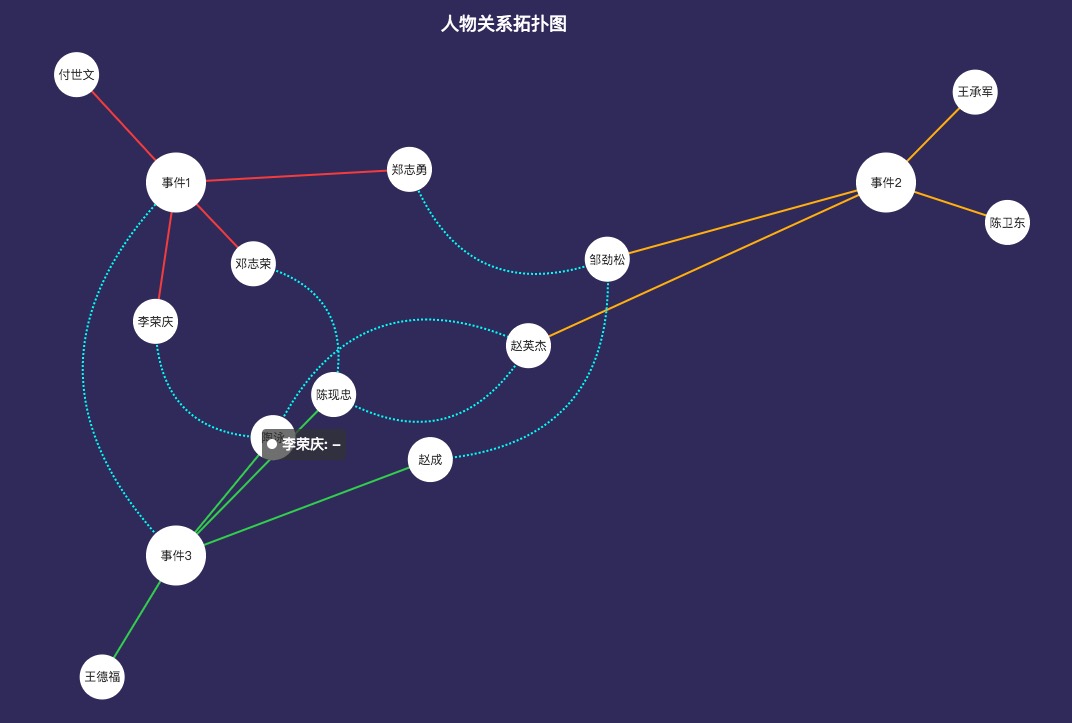 人物关系拓扑图
付世文
王承军
郑志勇
事件1
事件2
陈卫东
邹劲松
邓志荣
李荣庆
赵英杰
陈现忠
李荣庆: –
赵成
事件3
王德福